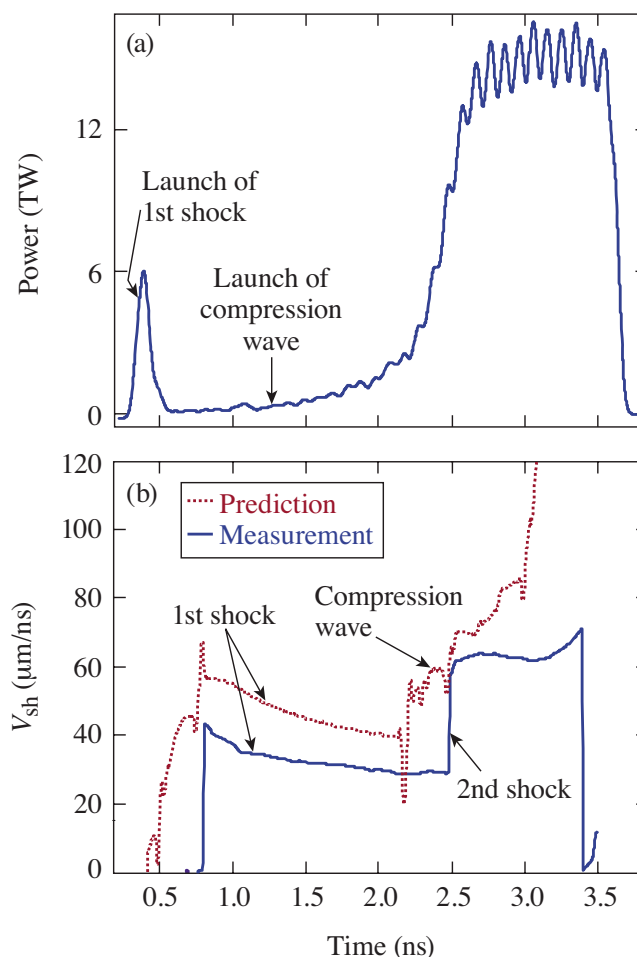 (a)
Power (TW)
12
6
0
Launch of
1st shock
Launch of
compression
wave
(b)
V_sh (μm/ns)
120
100
80
60
40
20
0
Prediction
Measurement
1st shock
Compression
wave
2nd shock
0.5 1.0 1.5 2.0 2.5 3.0 3.5
Time (ns)